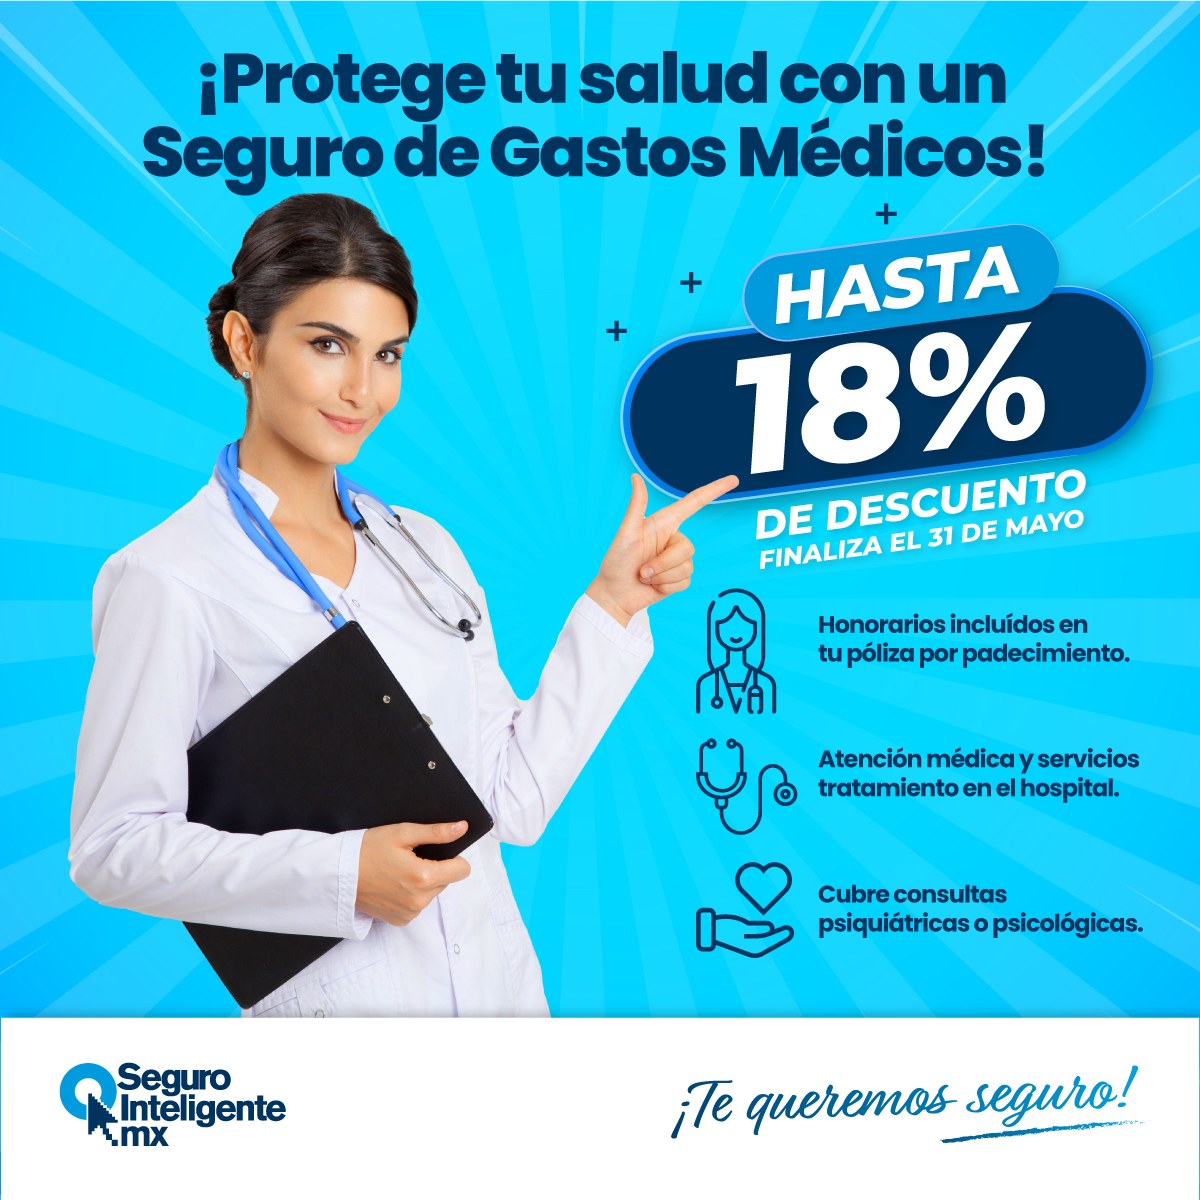 ¡Protege tu salud con un
Seguro de Gastos Médicos!
HASTA
18%
DE DESCUENTO
FINALIZA EL 31 DE MAYO
Honorarios incluídos en
tu póliza por padecimiento.
Atención médica y servicios
tratamiento en el hospital.
Cubre consultas
psiquiátricas o psicológicas.
Seguro
Inteligente
.mx
¡Te queremos seguro!